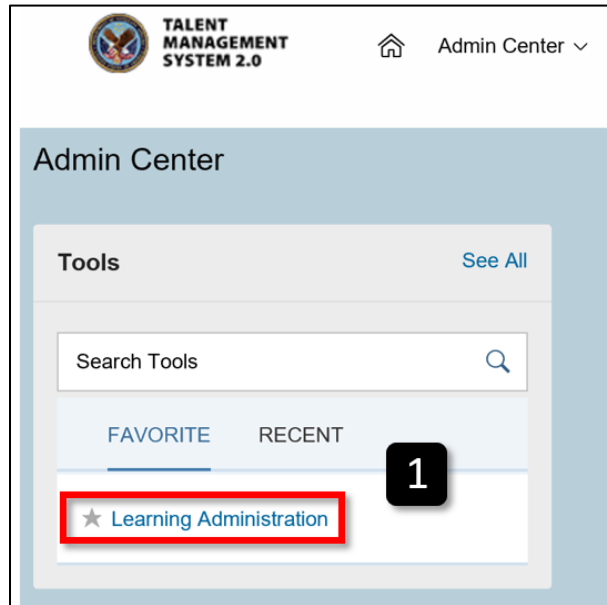 TALENT
MANAGEMENT
SYSTEM 2.0
Admin Center
Admin Center
Tools
See All
Search Tools
FAVORITE
RECENT
1
Learning Administration